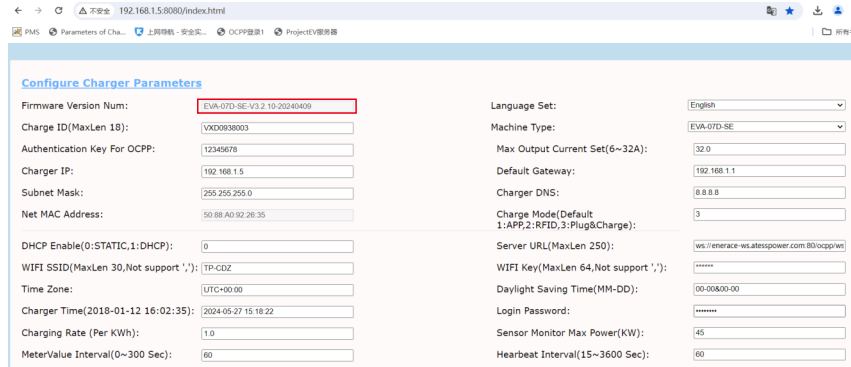 不安全 192.168.1.5:8080/index.html
PMS Parameters of Cha... 上网导航 - 安全实... OCPP登录1 ProjectEV服务器 所有
Configure Charger Parameters
Firmware Version Num: EVA-07D-SE-V3.2.10-20240409 Language Set: English
Charge ID(MaxLen 18): VXD0938003 Machine Type: EVA-07D-SE
Authentication Key For OCPP: 12345678 Max Output Current Set(6~32A): 32.0
Charger IP: 192.168.1.5 Default Gateway: 192.168.1.1
Subnet Mask: 255.255.255.0 Charger DNS: 8.8.8.8
Net MAC Address: 50:88:A0:92:26:35 Charge Mode(Default
1:APP,2:RFID,3:Plug&Charge): 3
DHCP Enable(0:STATIC,1:DHCP): 0 Server URL(MaxLen 250): ws://enerace-ws.atesspower.com:80/ocpp/ws
WIFI SSID(MaxLen 30,Not support ','): TP-CDZ WIFI Key(MaxLen 64,Not support ','): ******
Time Zone: UTC+00:00 Daylight Saving Time(MM-DD): 00-00&00-00
Charger Time(2018-01-12 16:02:35): 2024-05-27 15:18:22 Login Password: ••••••••
Charging Rate (Per KWh): 1.0 Sensor Monitor Max Power(KW): 45
MeterValue Interval(0~300 Sec): 60 Hearbeat Interval(15~3600 Sec): 60